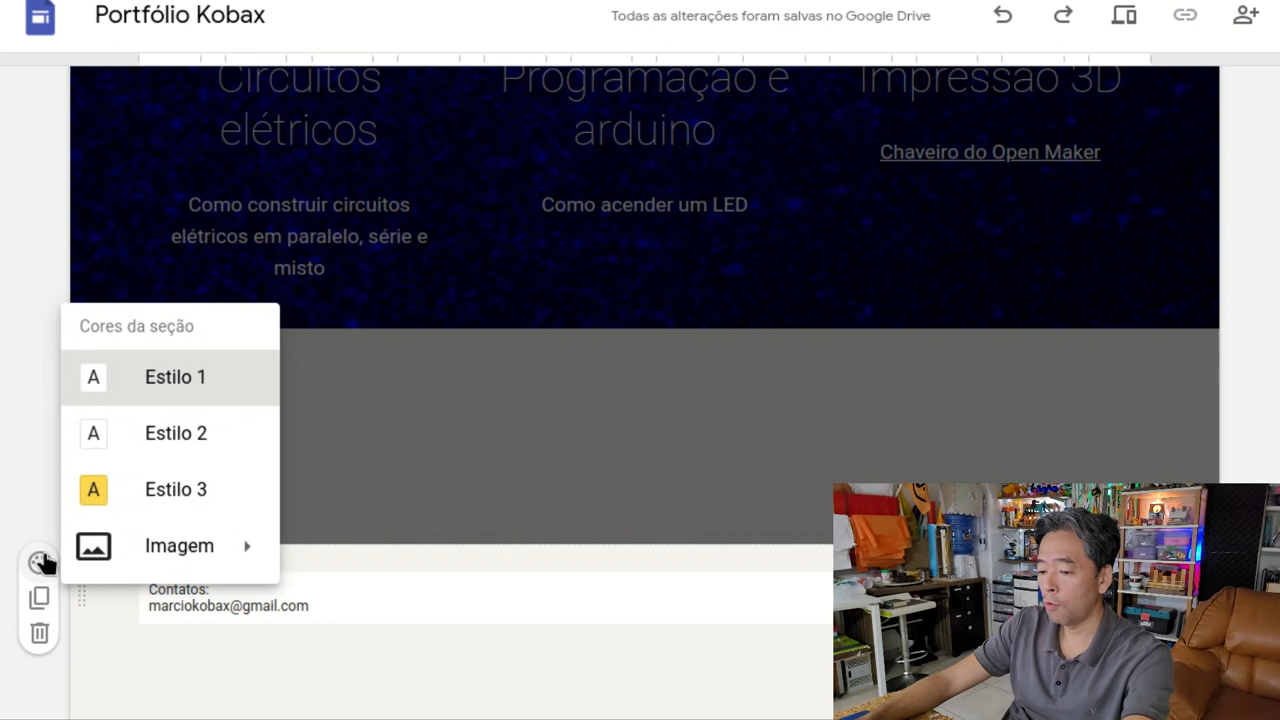 Portfólio Kobax
Todas as alterações foram salvas no Google Drive
Circuitos
elétricos
Programação e
arduino
Impressão 3D
Chaveiro do Open Maker
Como construir circuitos
elétricos em paralelo, série e
misto
Como acender um LED
Cores da seção
A Estilo 1
A Estilo 2
A Estilo 3
Imagem
Contatos:
marciokobax@gmail.com